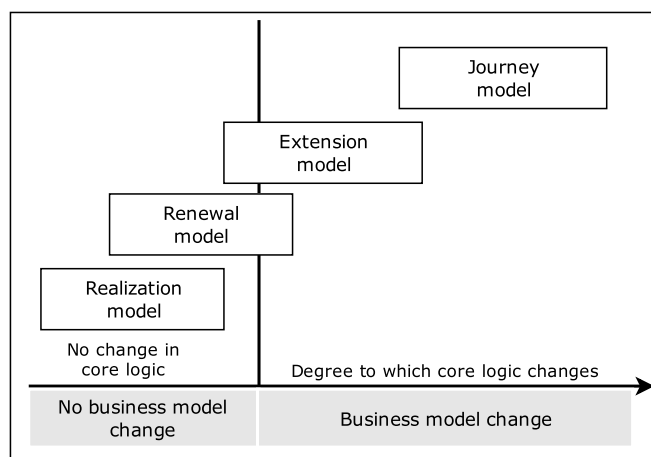 Journey
model
Extension
model
Renewal
model
Realization
model
No change in
core logic
Degree to which core logic changes
No business model
change
Business model change